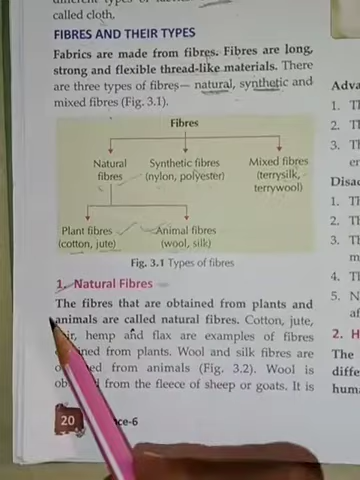 called cloth,
FIBRES AND THEIR TYPES
Fabrics are made from fibres. Fibres are long,
strong and flexible thread-like materials. There
are three types of fibres— natural, synthetic and
mixed fibres (Fig. 3.1).
Fibres
Natural fibres
Synthetic fibres (nylon, polyester)
Mixed fibres (terrysilk, terrywool)
Plant fibres (cotton, jute)
Animal fibres (wool, silk)
Fig. 3.1 Types of fibres
1. Natural Fibres
The fibres that are obtained from plants and
animals are called natural fibres. Cotton, jute,
hemp and flax are examples of fibres
from plants. Wool and silk fibres are
from animals (Fig. 3.2). Wool is
from the fleece of sheep or goats. It is
20
Adva
1.
2.
3.
Disa
1.
2.
3.
4.
5.
2. H
The
diffe
huma